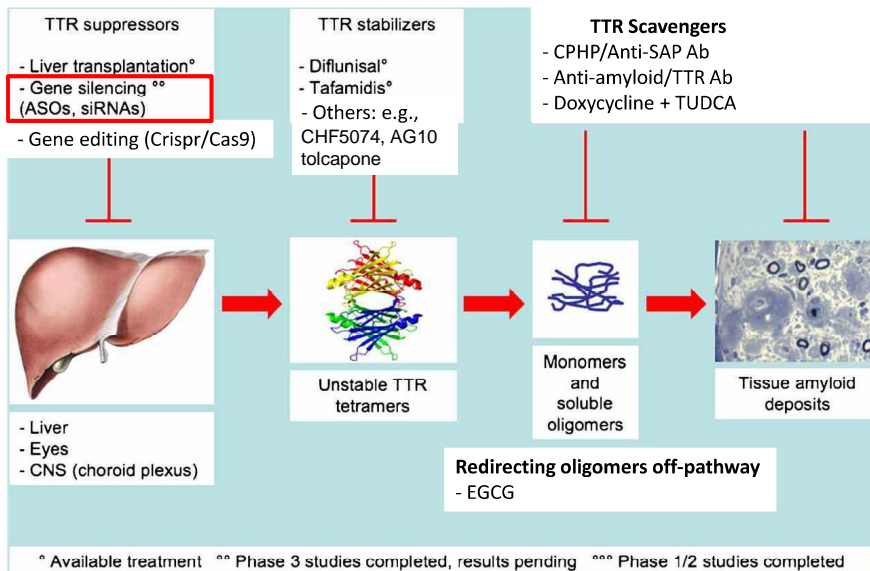 TTR suppressors
- Liver transplantation°
- Gene silencing °°
(ASOs, siRNAs)
- Gene editing (Crispr/Cas9)
TTR stabilizers
- Diflunisal°
- Tafamidis°
- Others: e.g.,
CHF5074, AG10
tolcapone
TTR Scavengers
- CPHP/Anti-SAP Ab
- Anti-amyloid/TTR Ab
- Doxycycline + TUDCA
- Liver
- Eyes
- CNS (choroid plexus)
Unstable TTR
tetramers
Monomers
and
soluble
oligomers
Tissue amyloid
deposits
Redirecting oligomers off-pathway
- EGCG
° Available treatment °° Phase 3 studies completed, results pending °°° Phase 1/2 studies completed